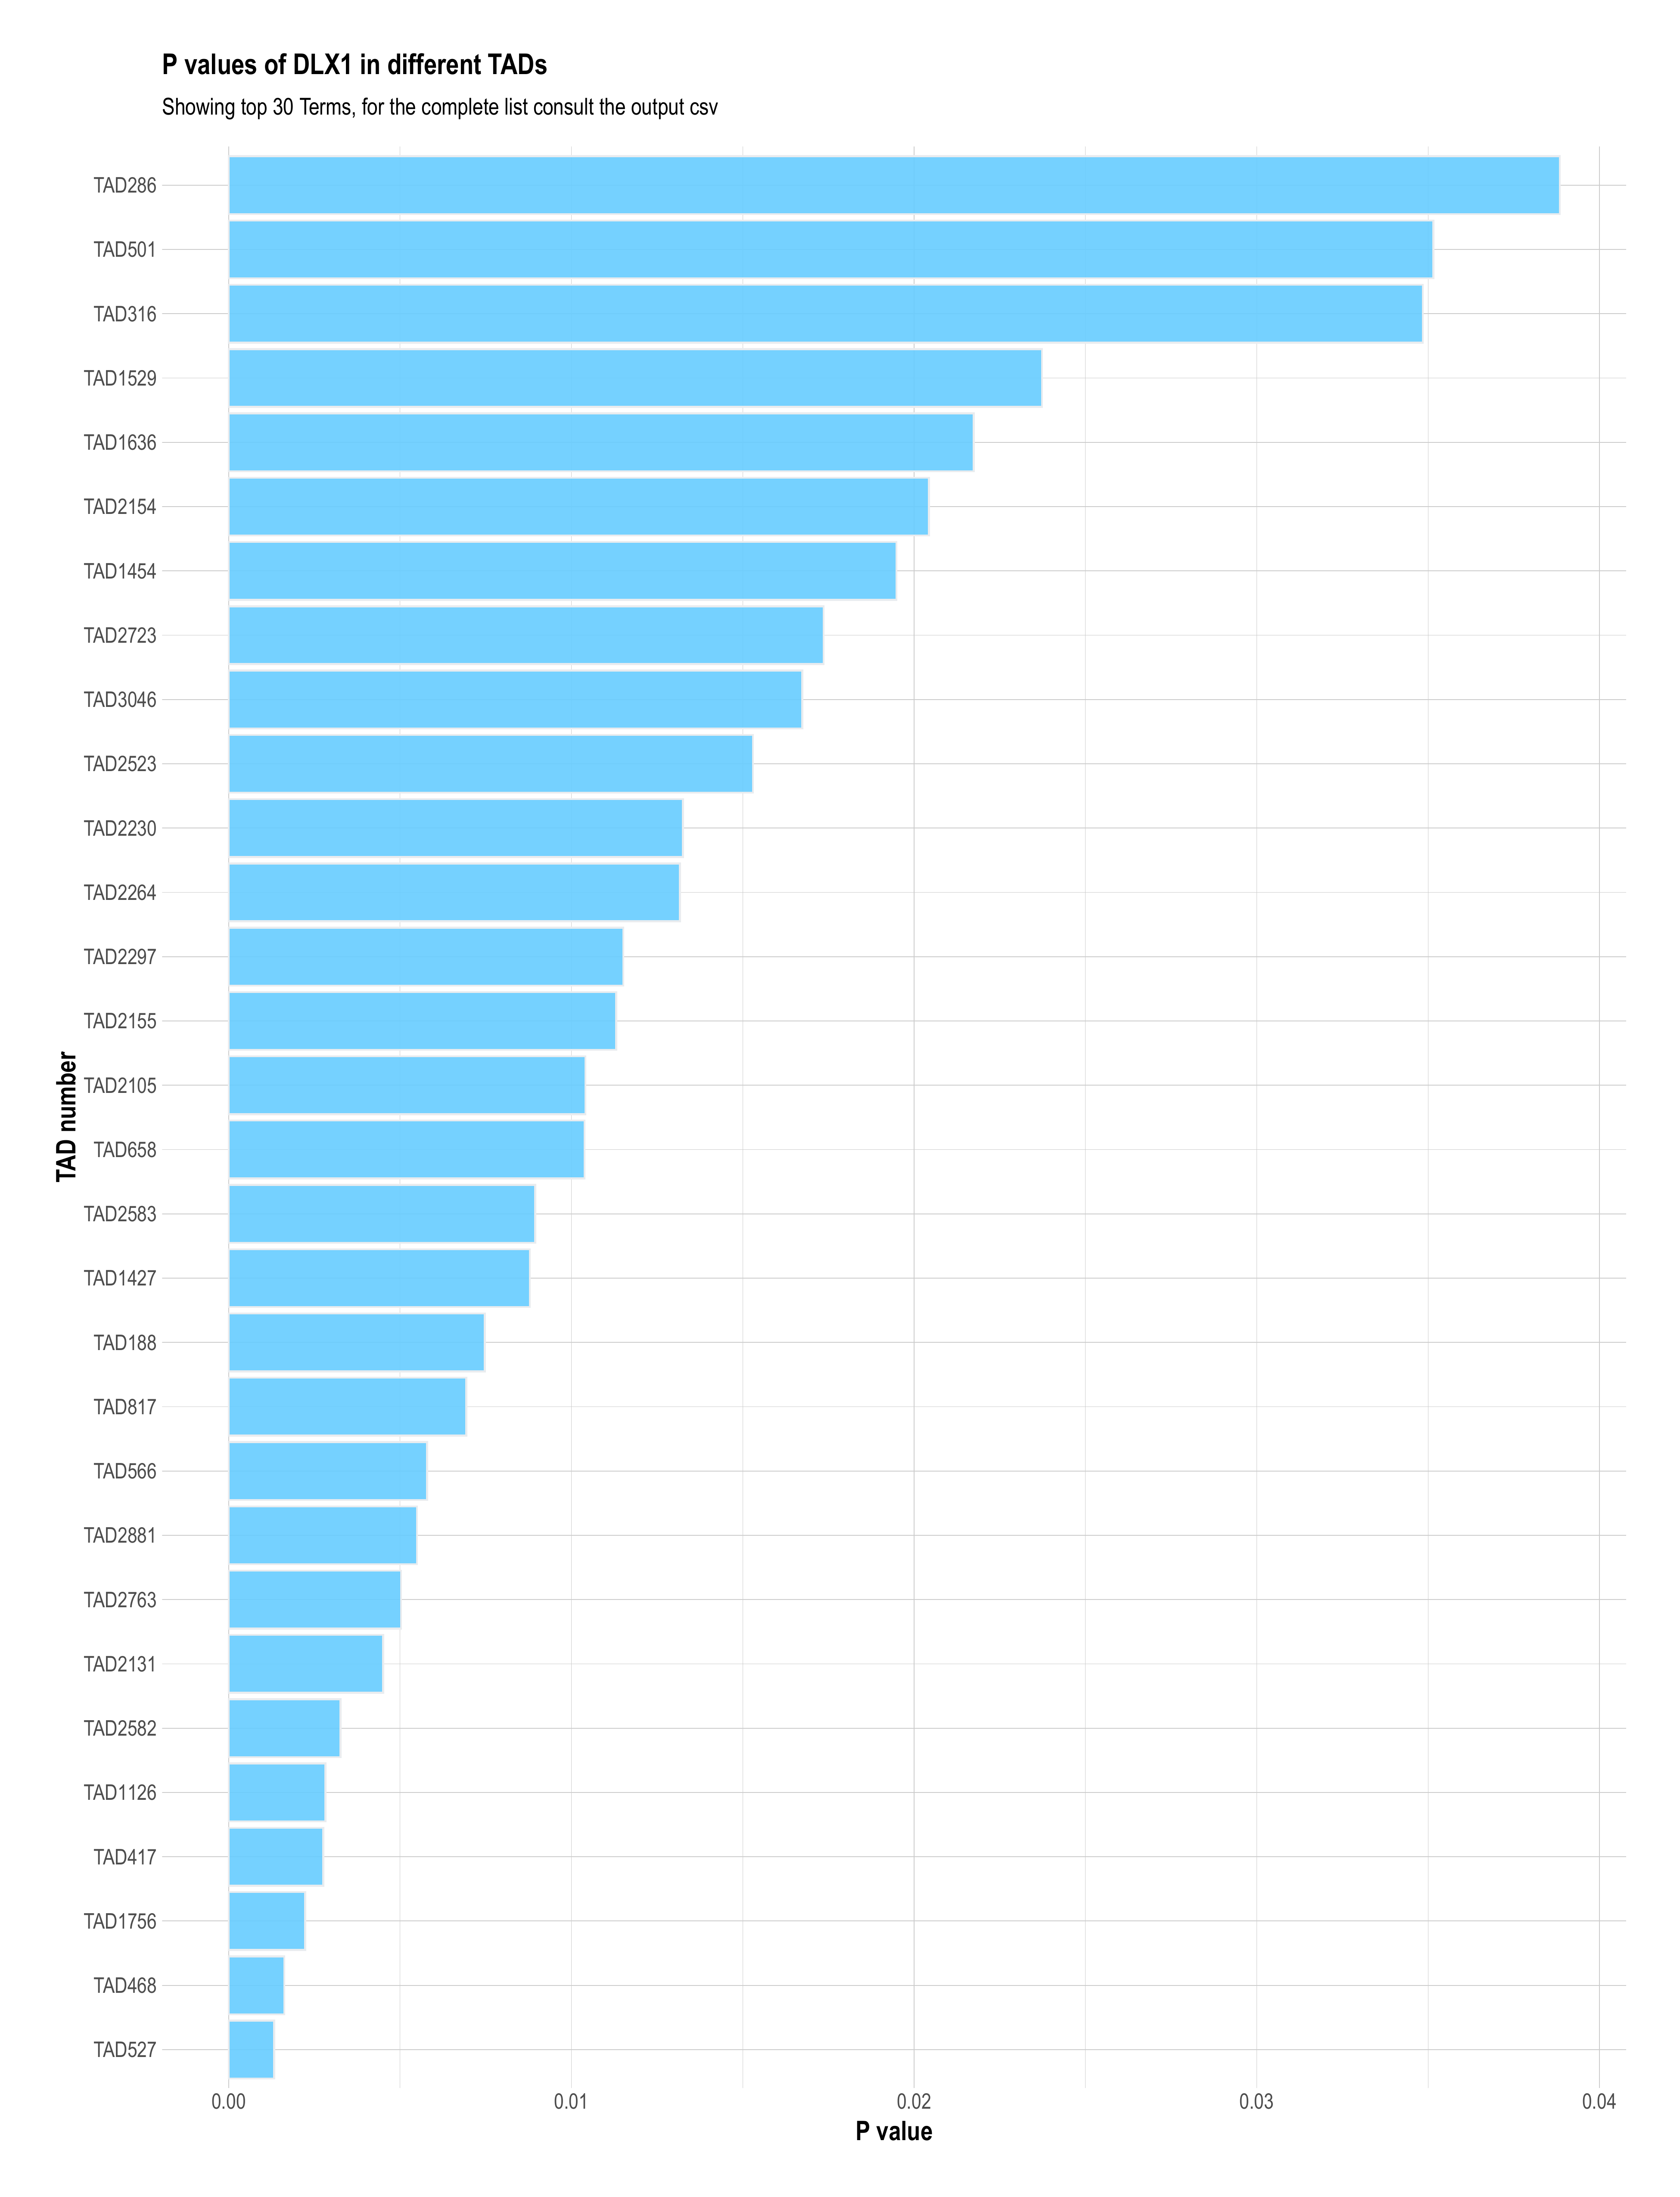 P values of DLX1 in different TADs
Showing top 30 Terms, for the complete list consult the output csv
TAD number
TAD286
TAD501
TAD316
TAD1529
TAD1636
TAD2154
TAD1454
TAD2723
TAD3046
TAD2523
TAD2230
TAD2264
TAD2297
TAD2155
TAD2105
TAD658
TAD2583
TAD1427
TAD188
TAD817
TAD566
TAD2881
TAD2763
TAD2131
TAD2582
TAD1126
TAD417
TAD1756
TAD468
TAD527
0.00 0.01 0.02 0.03 0.04
P value